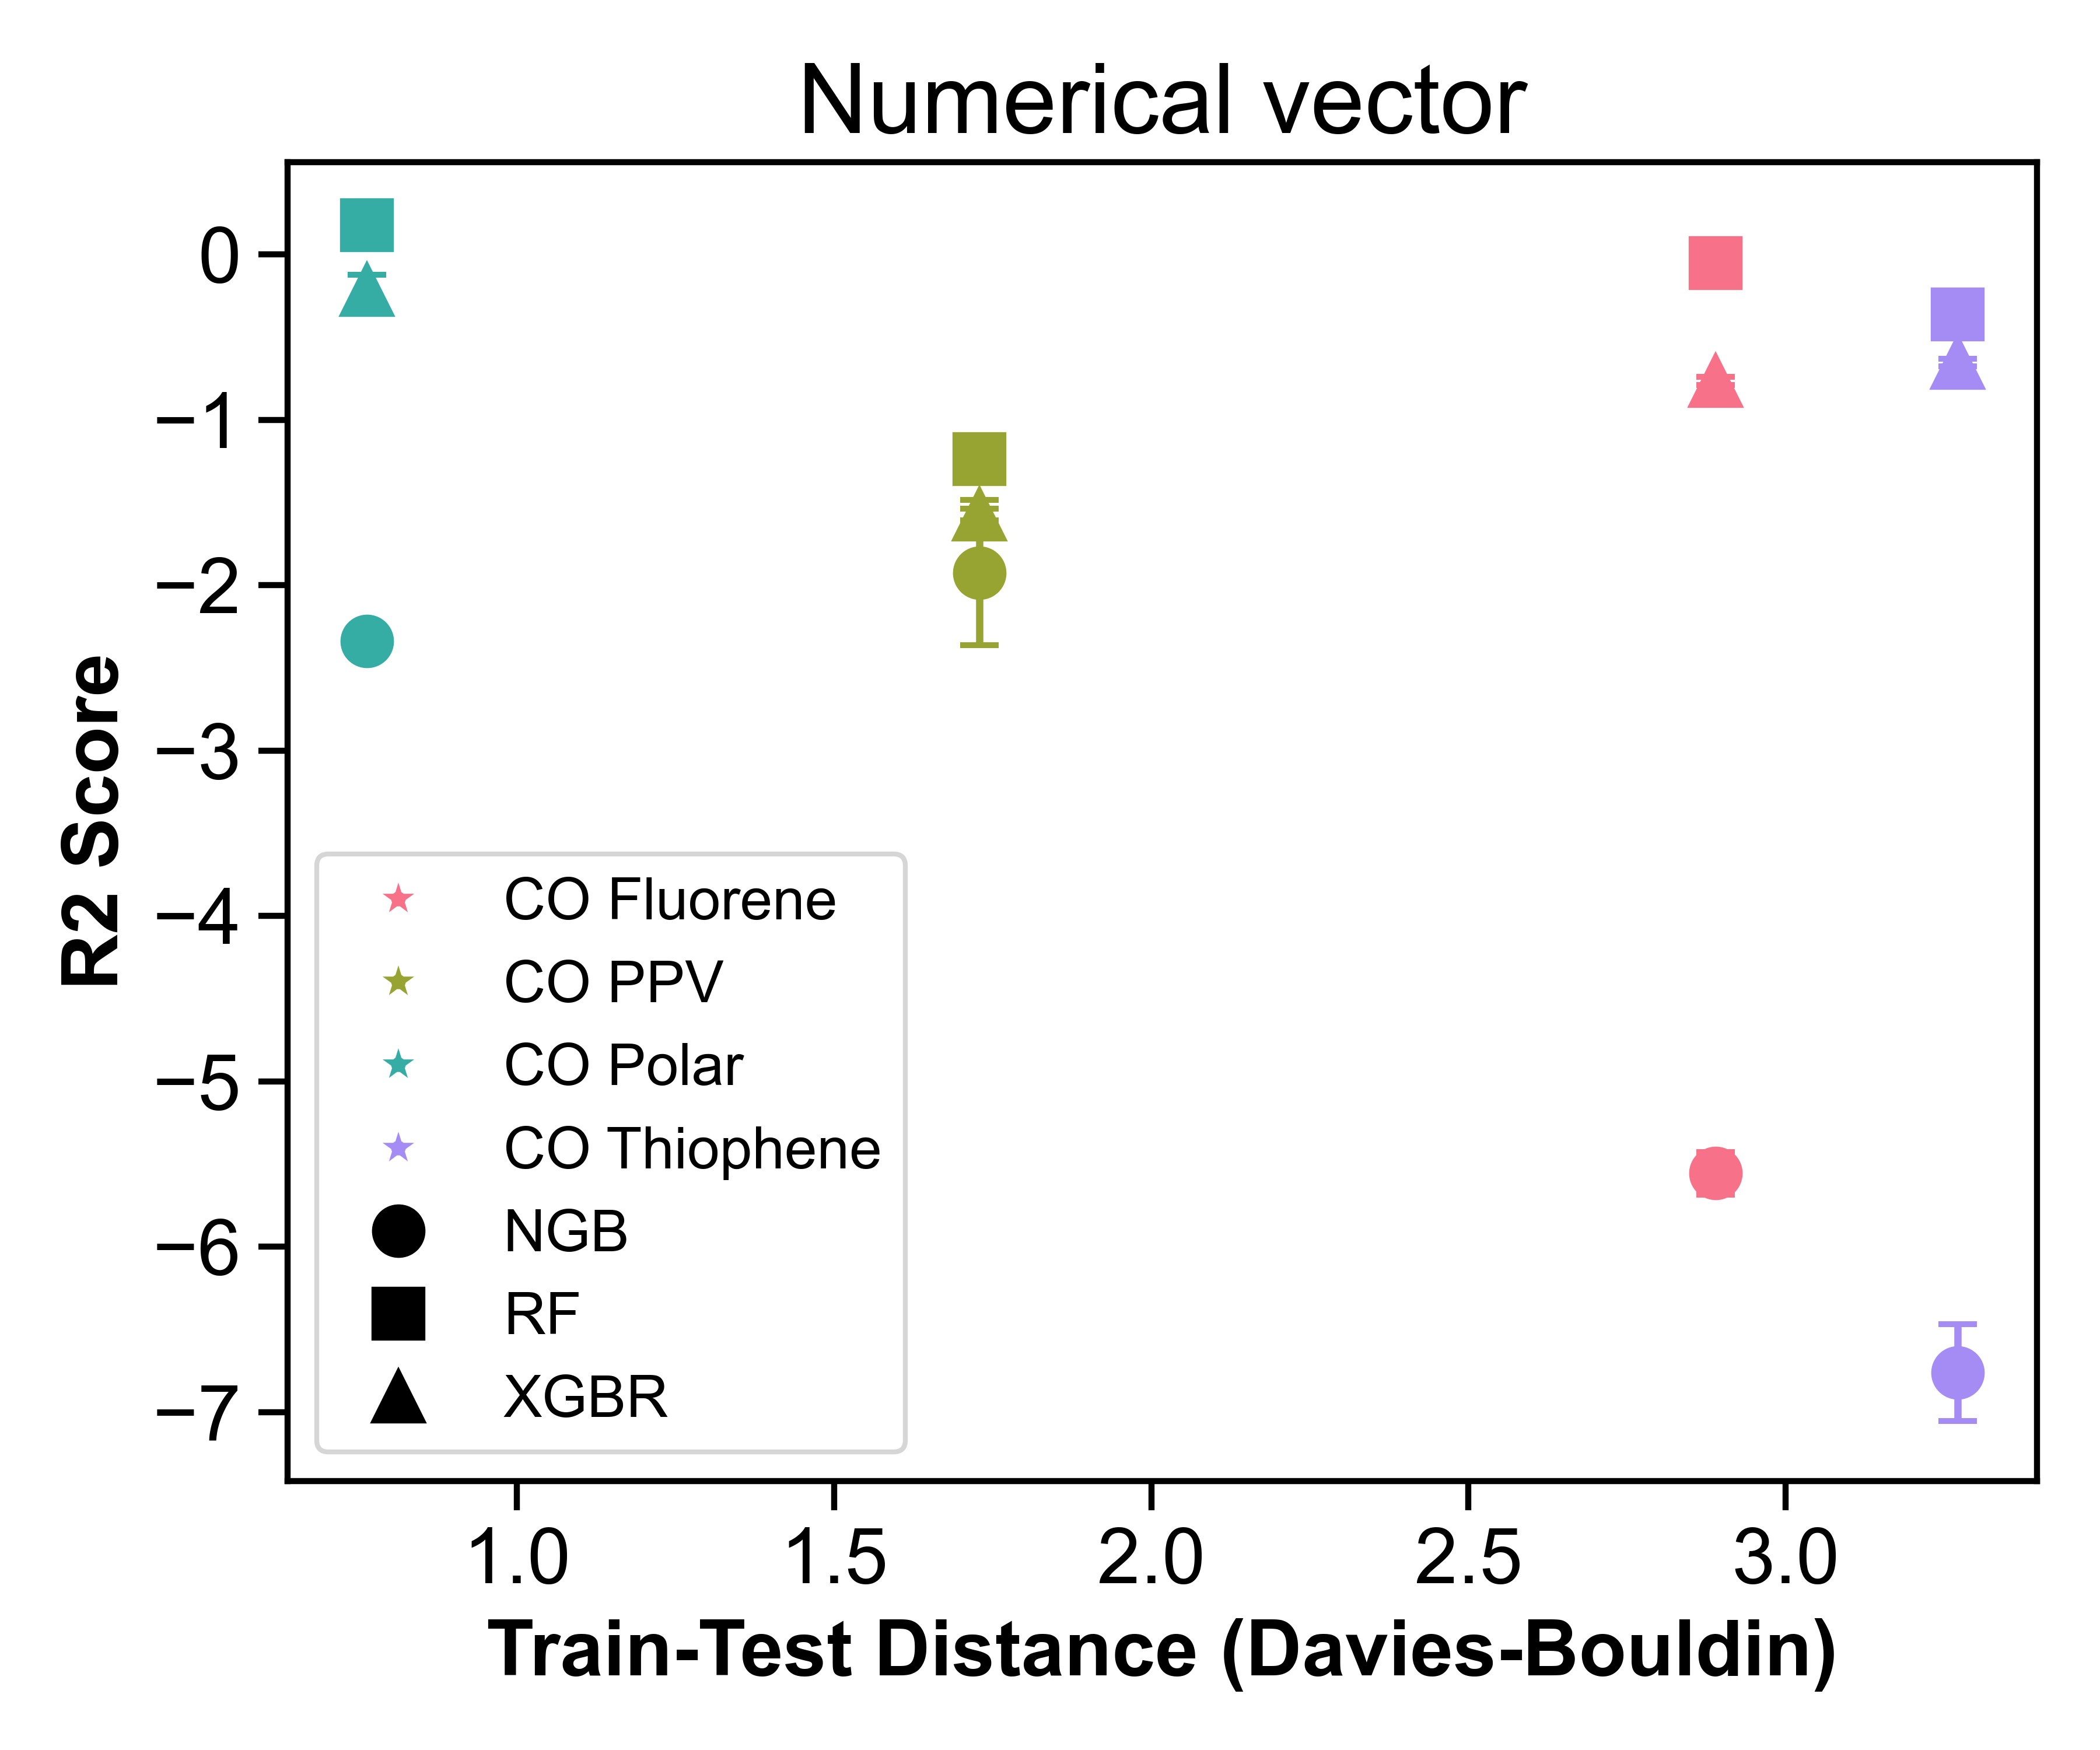 Numerical vector
R2 Score
0
−1
−2
−3
−4
−5
−6
−7
CO Fluorene
CO PPV
CO Polar
CO Thiophene
NGB
RF
XGBR
1.0 1.5 2.0 2.5 3.0
Train-Test Distance (Davies-Bouldin)